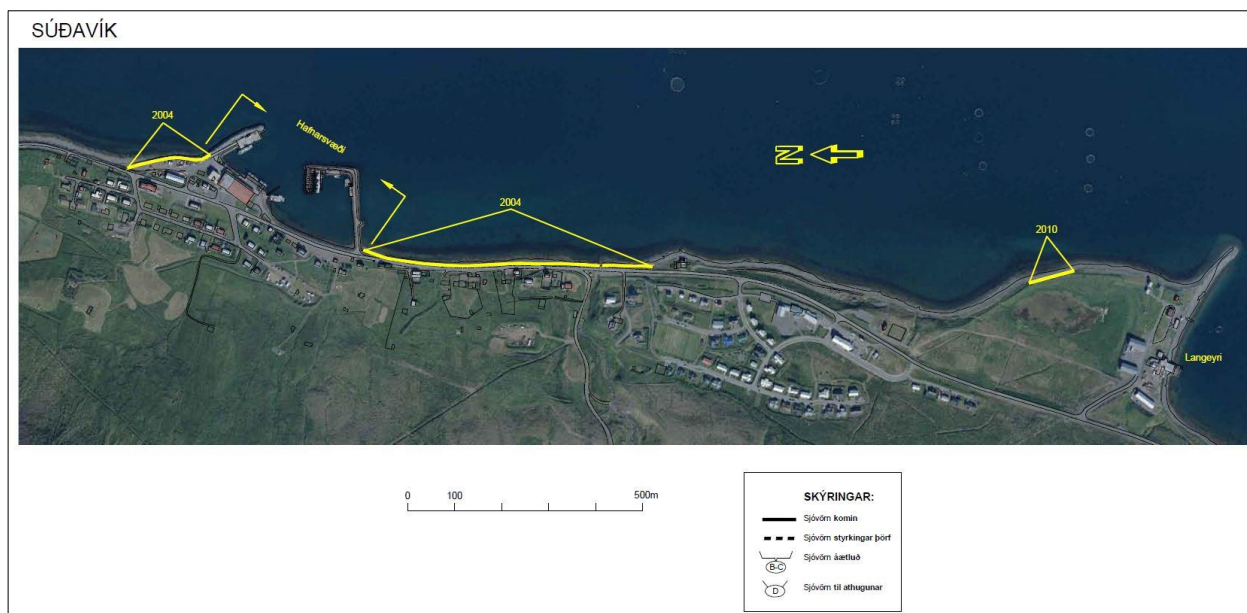 SÚÐAVÍK
2004
Hafnarsvæði
N
2004
2010
Langeyri
0 100 500m
SKÝRINGAR:
Sjóvörn komin
Sjóvörn styrkingar þörf
Sjóvörn áætluð
B-C
Sjóvörn til athugunar
D